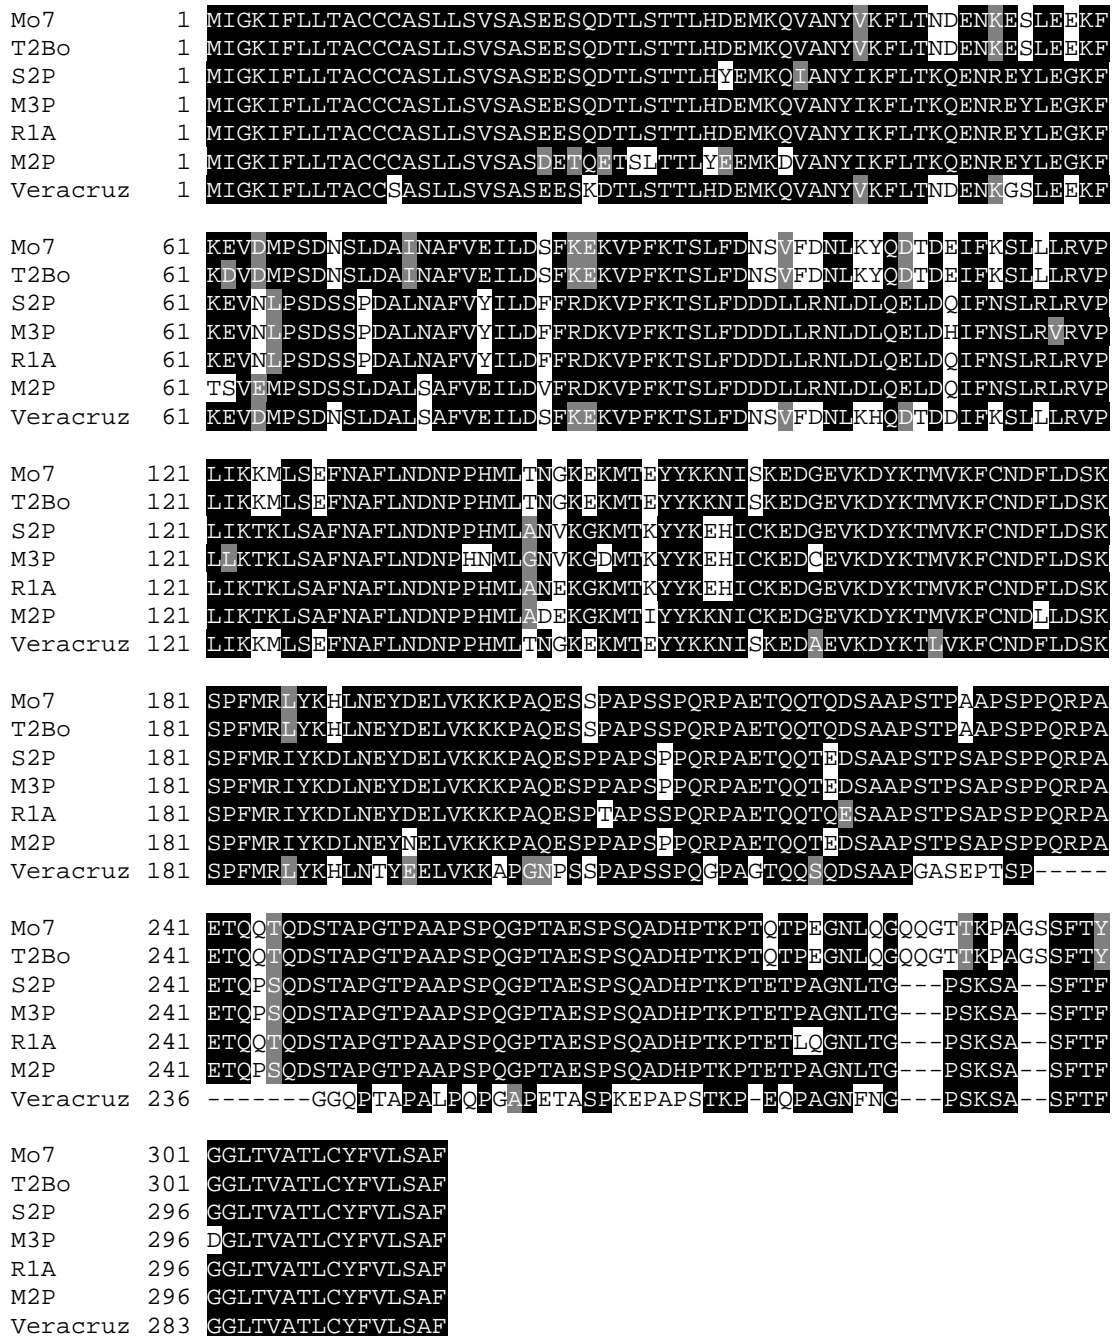 Mo7 1 MIGKIFLLTACCCASLLSVSASEESQDTLSTTLHDEMKQVANYVKFLTNDENKESLEEKF
T2Bo 1 MIGKIFLLTACCCASLLSVSASEESQDTLSTTLHDEMKQVANYVKFLTNDENKESLEEKF
S2P 1 MIGKIFLLTACCCASLLSVSASEESQDTLSTTLHYEMKQIANYIKFLTKQENREYLEGKF
M3P 1 MIGKIFLLTACCCASLLSVSASEESQDTLSTTLHDEMKQVANYIKFLTKQENREYLEGKF
R1A 1 MIGKIFLLTACCCASLLSVSASEESQDTLSTTLHDEMKQVANYIKFLTKQENREYLEGKF
M2P 1 MIGKIFLLTACCCASLLSVSASDETQETSLTTLYEEMKDVANYIKFLTKQENREYLEGKF
Veracruz 1 MIGKIFLLTACCSASLLSVSASEESKDTLSTTLHDEMKQVANYVKFLTNDENKGSLEEKF
Mo7 61 KEVDMPSDNSLDAINAFVEILDSFKEKVPFKTSLFDNSVFDNLKYQDTDEIFKSLLLRVP
T2Bo 61 KDVDMPSDNSLDAINAFVEILDSFKEKVPFKTSLFDNSVFDNLKYQDTDEIFKSLLLRVP
S2P 61 KEVNLPSDSSPDALNAFVYILDFFRDKVPFKTSLFDDDLLRNLDLQELDQIFNSLRLRVP
M3P 61 KEVNLPSDSSPDALNAFVYILDFFRDKVPFKTSLFDDDLLRNLDLQELDHIFNSLRVRVP
R1A 61 KEVNLPSDSSPDALNAFVYILDFFRDKVPFKTSLFDDDLLRNLDLQELDQIFNSLRLRVP
M2P 61 TSVEMPSDSSLDALSAFVEILDVFRDKVPFKTSLFDDDLLRNLDLQELDQIFNSLRLRVP
Veracruz 61 KEVDMPSDNSLDALSAFVEILDSFKEKVPFKTSLFDNSVFDNLKHQDTDDIFKSLLLRVP
Mo7 121 LIKKMLSEFNAFLNDNPPHMLTNGKEKMTEYYKKNISKEDGEVKDYKTMVKFCNDFLDSK
T2Bo 121 LIKKMLSEFNAFLNDNPPHMLTNGKEKMTEYYKKNISKEDGEVKDYKTMVKFCNDFLDSK
S2P 121 LIKTKLSAFNAFLNDNPPHMLANVKGKMTKYYKEHICKEDGEVKDYKTMVKFCNDFLDSK
M3P 121 LLKTKLSAFNAFLNDNPHNMLGNVKGDMTKYYKEHICKEDCEVKDYKTMVKFCNDFLDSK
R1A 121 LIKTKLSAFNAFLNDNPPHMLANEKGKMTKYYKEHICKEDGEVKDYKTMVKFCNDFLDSK
M2P 121 LIKTKLSAFNAFLNDNPPHMLADEKGKMTIYYKKNICKEDGEVKDYKTMVKFCNDLLDSK
Veracruz 121 LIKKMLSEFNAFLNDNPPHMLTNGKEKMTEYYKKNISKEDAEVKDYKTLVKFCNDFLDSK
Mo7 181 SPFMRLYKHLNEYDELVKKKPAQESSPAPSSPQRPAETQQTQDSAAPSTPAAPSPPQRPA
T2Bo 181 SPFMRLYKHLNEYDELVKKKPAQESSPAPSSPQRPAETQQTQDSAAPSTPAAPSPPQRPA
S2P 181 SPFMRIYKDLNEYDELVKKKPAQESPPAPSPPQRPAETQQTEDSAAPSTPSAPSPPQRPA
M3P 181 SPFMRIYKDLNEYDELVKKKPAQESPPAPSPPQRPAETQQTEDSAAPSTPSAPSPPQRPA
R1A 181 SPFMRIYKDLNEYDELVKKKPAQESPTAPSSPQRPAETQQTQESAAPSTPSAPSPPQRPA
M2P 181 SPFMRIYKDLNEYNELVKKKPAQESPPAPSPPQRPAETQQTEDSAAPSTPSAPSPPQRPA
Veracruz 181 SPFMRLYKHLNTYEELVKKAPGNPSSPAPSSPQGPAGTQQSQDSAAPGASEPTSP-----
Mo7 241 ETQQTQDSTAPGTPAAPSPQGPTAESPSQADHPTKPTQTPEGNLQGQQGTTKPAGSSFTY
T2Bo 241 ETQQTQDSTAPGTPAAPSPQGPTAESPSQADHPTKPTQTPEGNLQGQQGTTKPAGSSFTY
S2P 241 ETQPSQDSTAPGTPAAPSPQGPTAESPSQADHPTKPTETPAGNLTG---PSKSA--SFTF
M3P 241 ETQPSQDSTAPGTPAAPSPQGPTAESPSQADHPTKPTETPAGNLTG---PSKSA--SFTF
R1A 241 ETQQTQDSTAPGTPAAPSPQGPTAESPSQADHPTKPTETLQGNLTG---PSKSA--SFTF
M2P 241 ETQPSQDSTAPGTPAAPSPQGPTAESPSQADHPTKPTETPAGNLTG---PSKSA--SFTF
Veracruz 236 -------GGQPTAPALPQPGAPETASPKEPAPSTKP-EQPAGNFNG---PSKSA--SFTF
Mo7 301 GGLTVATLCYFVLSAF
T2Bo 301 GGLTVATLCYFVLSAF
S2P 296 GGLTVATLCYFVLSAF
M3P 296 DGLTVATLCYFVLSAF
R1A 296 GGLTVATLCYFVLSAF
M2P 296 GGLTVATLCYFVLSAF
Veracruz 283 GGLTVATLCYFVLSAF